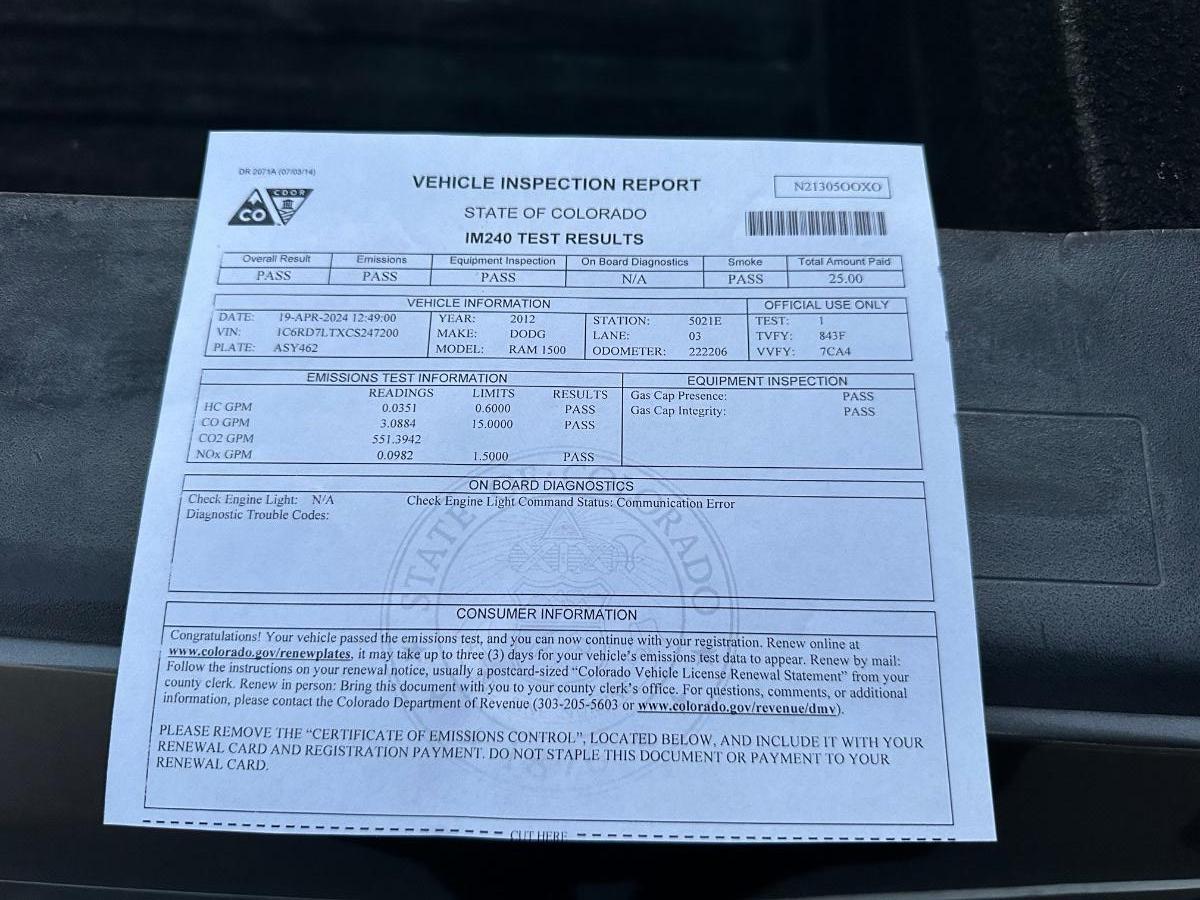 DR 2071A (07/03/14)
VEHICLE INSPECTION REPORT
N21305OOXO
CO
CDOR
STATE OF COLORADO
IM240 TEST RESULTS
Overall Result Emissions Equipment Inspection On Board Diagnostics Smoke Total Amount Paid
PASS PASS PASS N/A PASS 25.00
VEHICLE INFORMATION OFFICIAL USE ONLY
DATE: 19-APR-2024 12:49:00 YEAR: 2012 STATION: 5021E TEST: 1
VIN: 1C6RD7LTXCS247200 MAKE: DODG LANE: 03 TVFY: 843F
PLATE: ASY462 MODEL: RAM 1500 ODOMETER: 222206 VVFY: 7CA4
EMISSIONS TEST INFORMATION EQUIPMENT INSPECTION
READINGS LIMITS RESULTS Gas Cap Presence: PASS
HC GPM 0.0351 0.6000 PASS Gas Cap Integrity: PASS
CO GPM 3.0884 15.0000 PASS
CO2 GPM 551.3942
NOx GPM 0.0982 1.5000 PASS
ON BOARD DIAGNOSTICS
Check Engine Light: N/A Check Engine Light Command Status: Communication Error
Diagnostic Trouble Codes:
STATE OF COLORADO
CONSUMER INFORMATION
Congratulations! Your vehicle passed the emissions test, and you can now continue with your registration. Renew online at
www.colorado.gov/renewplates, it may take up to three (3) days for your vehicle's emissions test data to appear. Renew by mail:
Follow the instructions on your renewal notice, usually a postcard-sized "Colorado Vehicle License Renewal Statement" from your
county clerk. Renew in person: Bring this document with you to your county clerk's office. For questions, comments, or additional
information, please contact the Colorado Department of Revenue (303-205-5603 or www.colorado.gov/revenue/dmv).
PLEASE REMOVE THE "CERTIFICATE OF EMISSIONS CONTROL", LOCATED BELOW, AND INCLUDE IT WITH YOUR
RENEWAL CARD AND REGISTRATION PAYMENT. DO NOT STAPLE THIS DOCUMENT OR PAYMENT TO YOUR
RENEWAL CARD.
CUT HERE